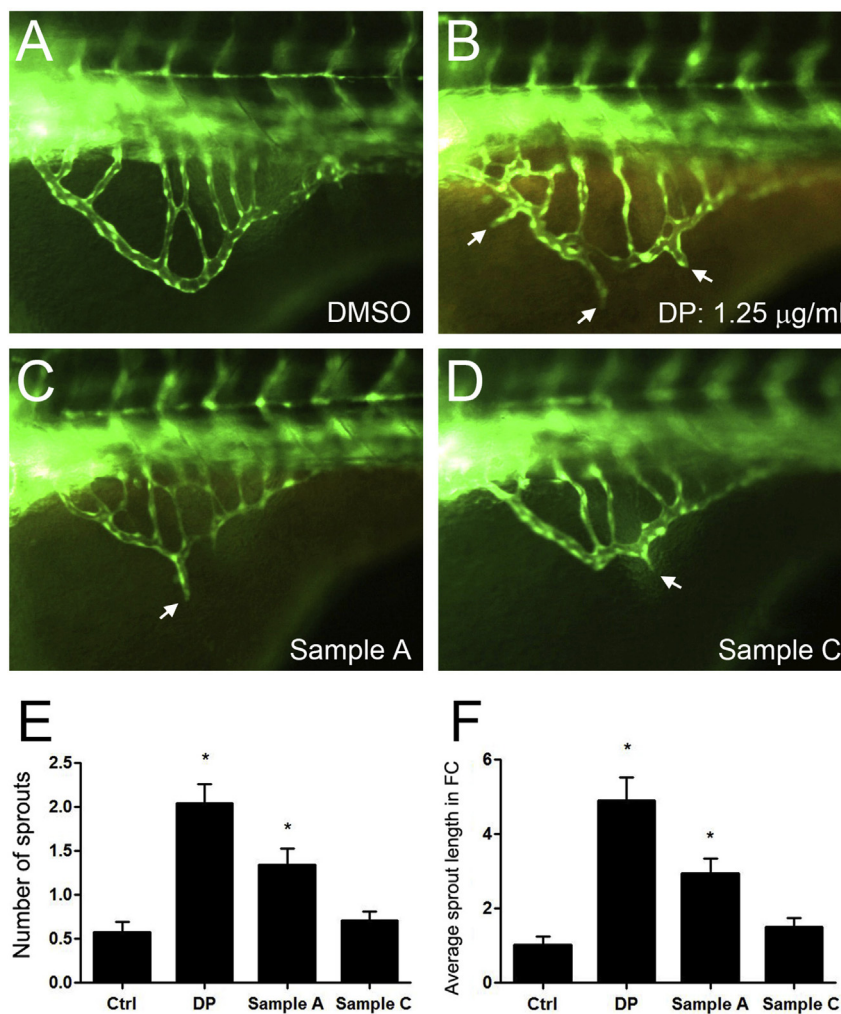 A
DMSO
B
DP: 1.25 μg/ml
C
Sample A
D
Sample C
E
Number of sprouts
2.5
2.0
1.5
1.0
0.5
0.0
*
*
Ctrl DP Sample A Sample C
F
Average sprout length in FC
6
4
2
0
*
*
Ctrl DP Sample A Sample C